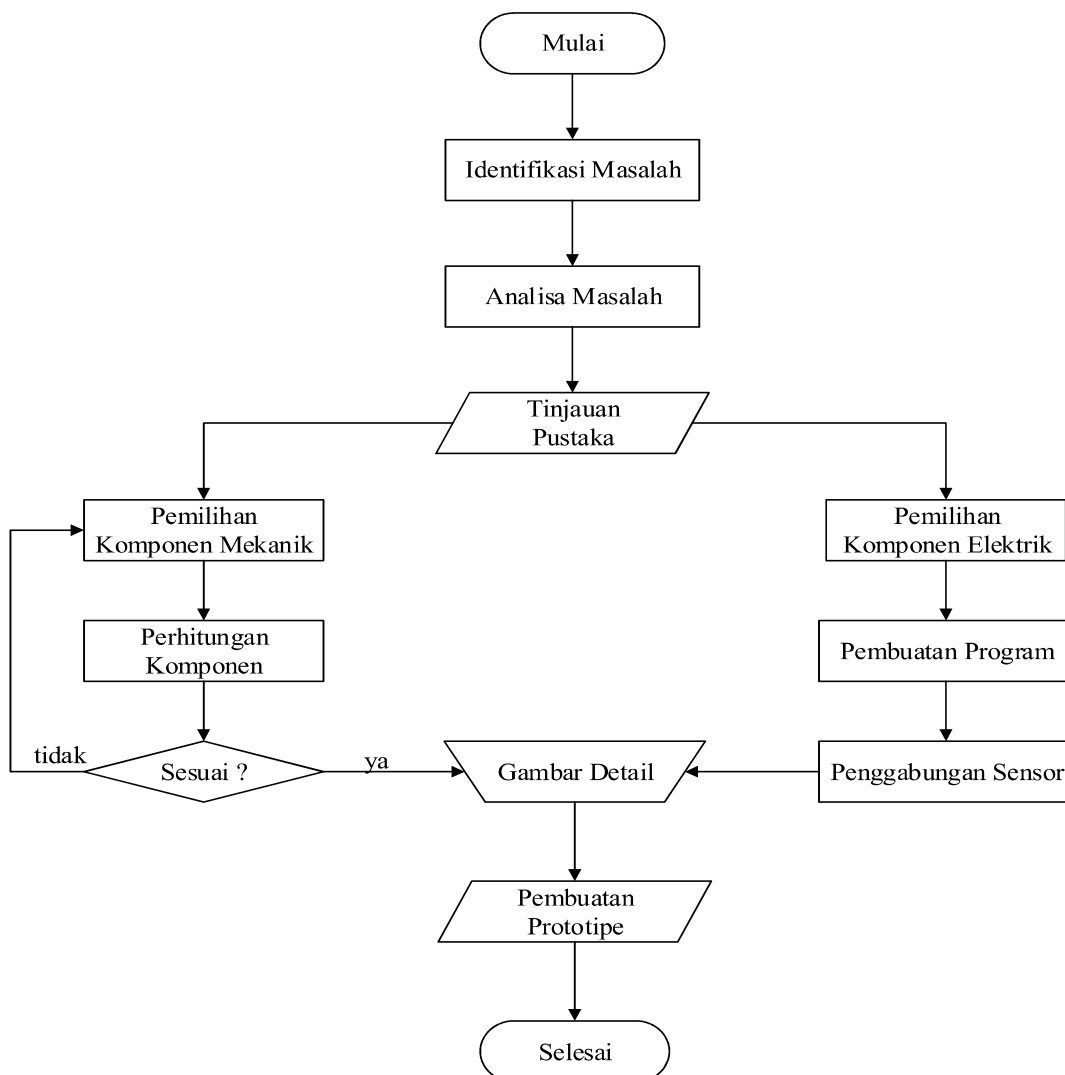 Mulai
Identifikasi Masalah
Analisa Masalah
Tinjauan
Pustaka
Pemilihan
Komponen Mekanik
Pemilihan
Komponen Elektrik
Perhitungan
Komponen
Pembuatan Program
tidak
Sesuai ?
ya
Gambar Detail
Penggabungan Sensor
Pembuatan
Prototipe
Selesai